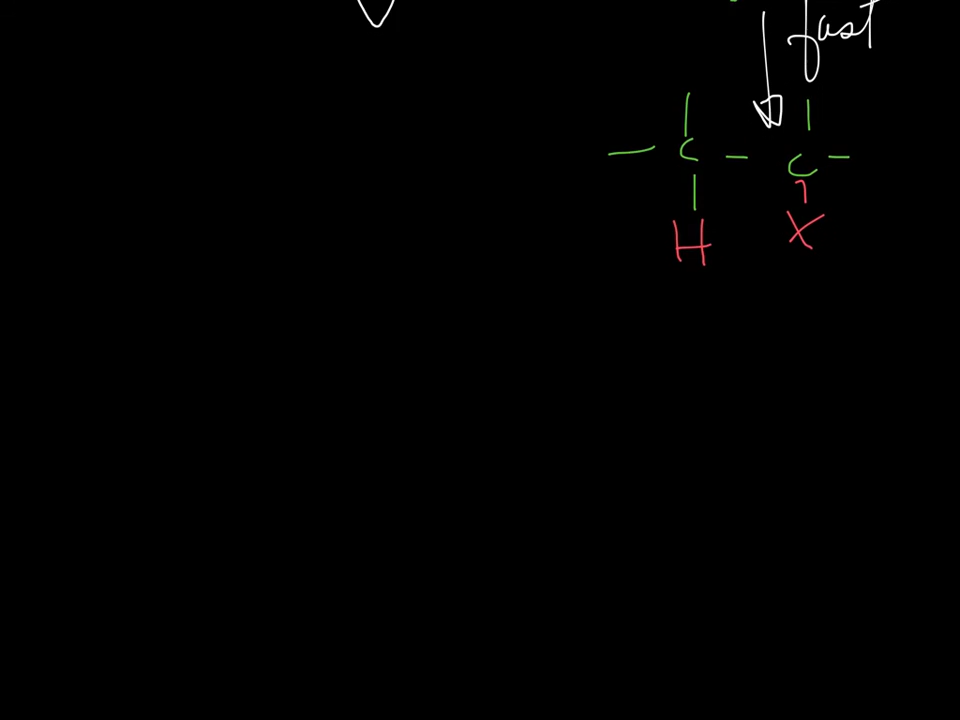 fast
— C — C —
H X